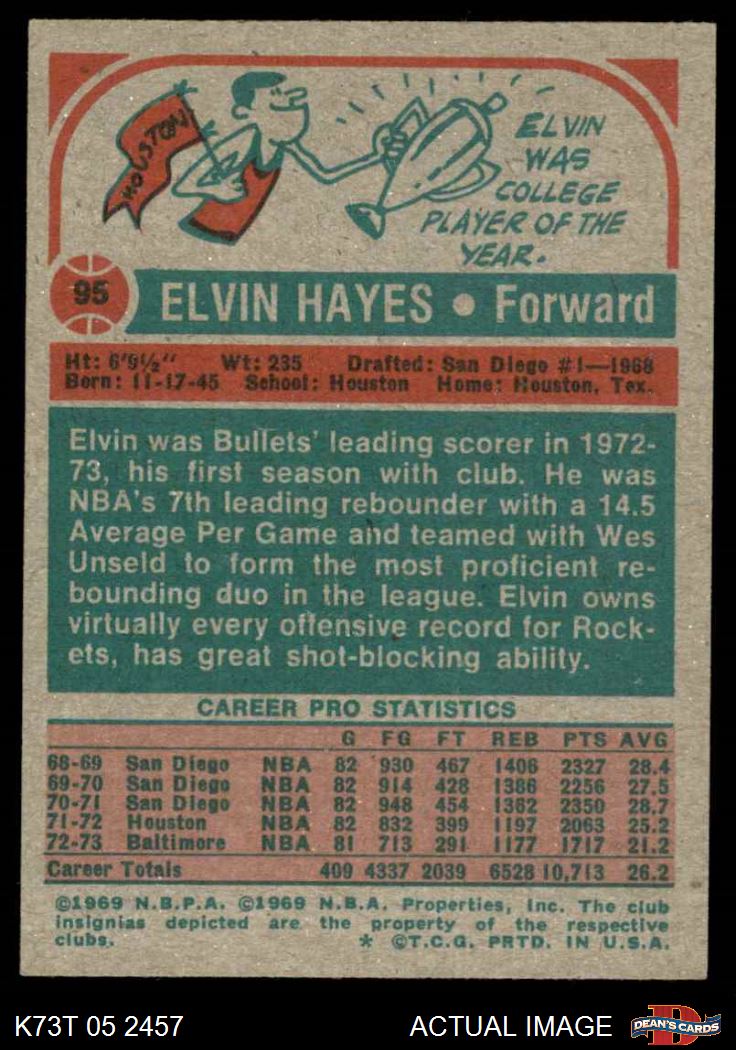 HOUSTON
ELVIN
WAS
COLLEGE
PLAYER OF THE
YEAR.
95 ELVIN HAYES • Forward
Ht: 6'9½" Wt: 235 Drafted: San Diego #1—1968
Born: 11-17-45 School: Houston Home: Houston, Tex.
Elvin was Bullets' leading scorer in 1972-
73, his first season with club. He was
NBA's 7th leading rebounder with a 14.5
Average Per Game and teamed with Wes
Unseld to form the most proficient re-
bounding duo in the league. Elvin owns
virtually every offensive record for Rock-
ets, has great shot-blocking ability.
CAREER PRO STATISTICS
G FG FT REB PTS AVG
68-69 San Diego NBA 82 930 467 1406 2327 28.4
69-70 San Diego NBA 82 914 428 1386 2256 27.5
70-71 San Diego NBA 82 948 454 1362 2350 28.7
71-72 Houston NBA 82 832 399 1197 2063 25.2
72-73 Baltimore NBA 81 713 291 1177 1717 21.2
Career Totals 409 4337 2039 6528 10,713 26.2
©1969 N.B.P.A. ©1969 N.B.A. Properties, Inc. The club
insignias depicted are the property of the respective
clubs. * ©T.C.G. PRTD. IN U.S.A.
K73T 05 2457 ACTUAL IMAGE
D
DEAN'S CARDS